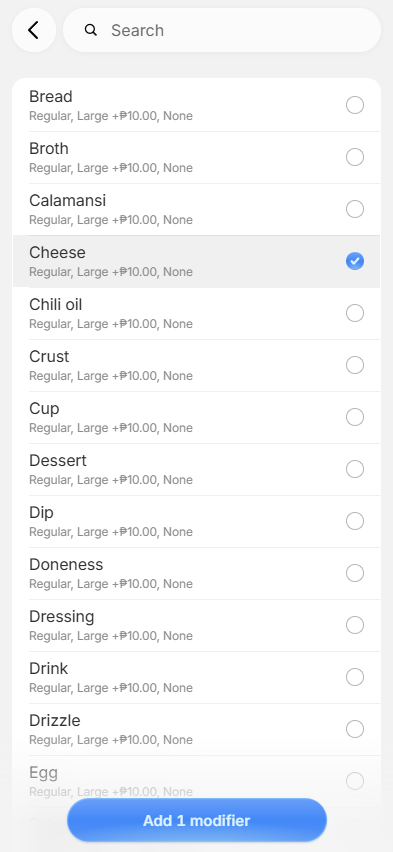 Search
Bread
Regular, Large +₱10.00, None
Broth
Regular, Large +₱10.00, None
Calamansi
Regular, Large +₱10.00, None
Cheese
Regular, Large +₱10.00, None
Chili oil
Regular, Large +₱10.00, None
Crust
Regular, Large +₱10.00, None
Cup
Regular, Large +₱10.00, None
Dessert
Regular, Large +₱10.00, None
Dip
Regular, Large +₱10.00, None
Doneness
Regular, Large +₱10.00, None
Dressing
Regular, Large +₱10.00, None
Drink
Regular, Large +₱10.00, None
Drizzle
Regular, Large +₱10.00, None
Egg
Regular, Large +₱10.00, None
Add 1 modifier